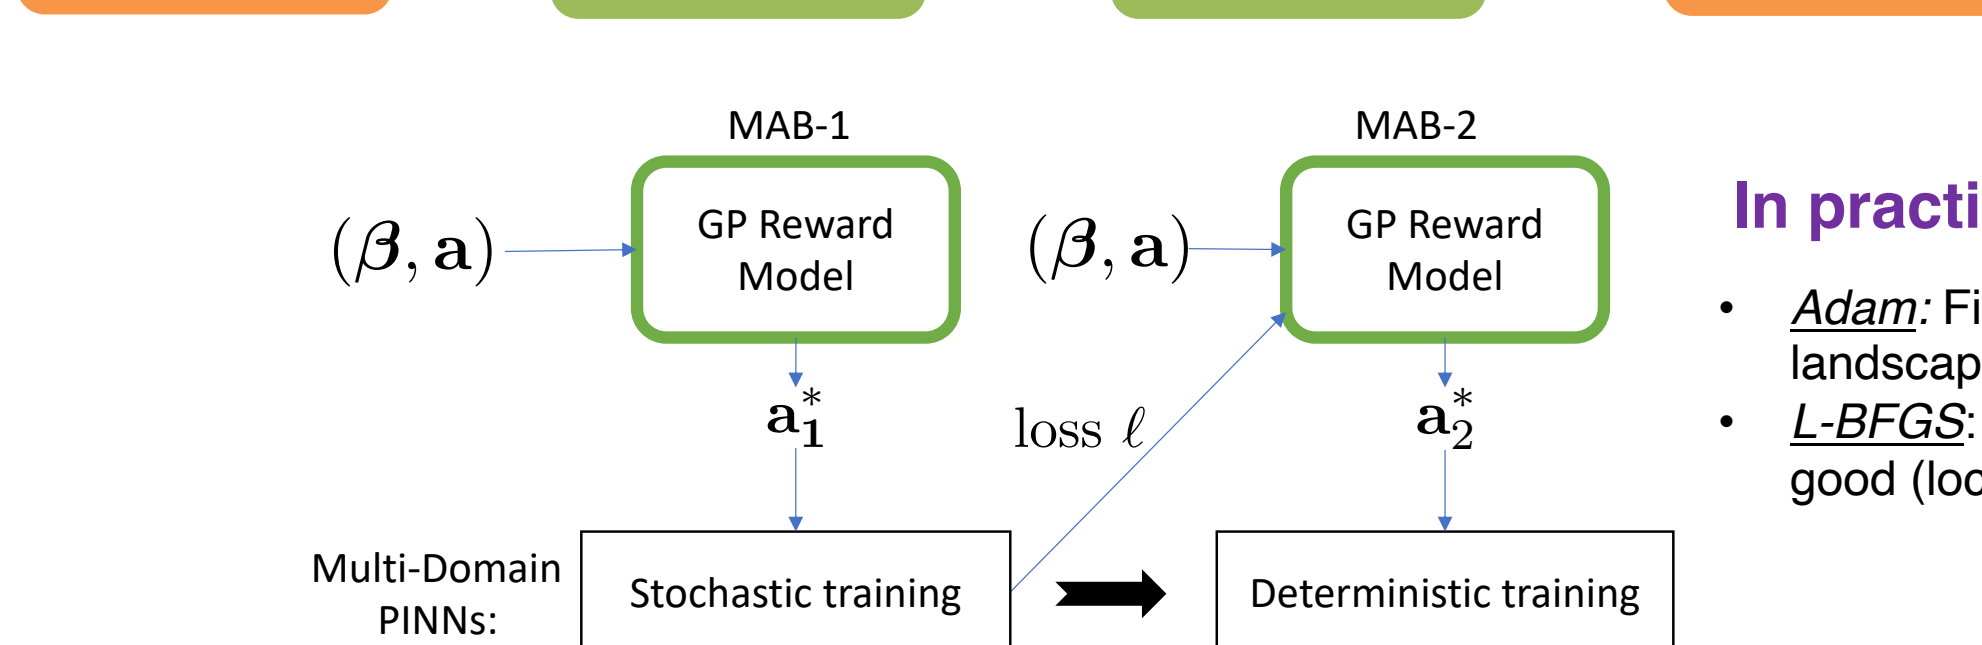 MAB-1
MAB-2
(β, a)
GP Reward
Model
(β, a)
GP Reward
Model
a₁*
loss ℓ
a₂*
Multi-Domain
PINNs:
Stochastic training
Deterministic training
In practi
• Adam: Fi
landscap
• L-BFGS:
good (loc